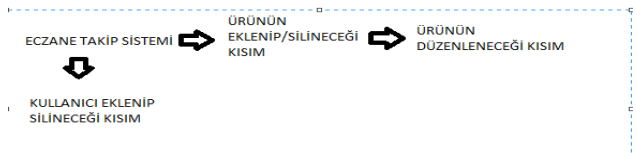 ECZANE TAKİP SİSTEMİ
ÜRÜNÜN
EKLENİP/SİLİNECEĞİ
KISIM
ÜRÜNÜN
DÜZENLENECEĞİ KISIM
KULLANICI EKLENİP
SİLİNECEĞİ KISIM